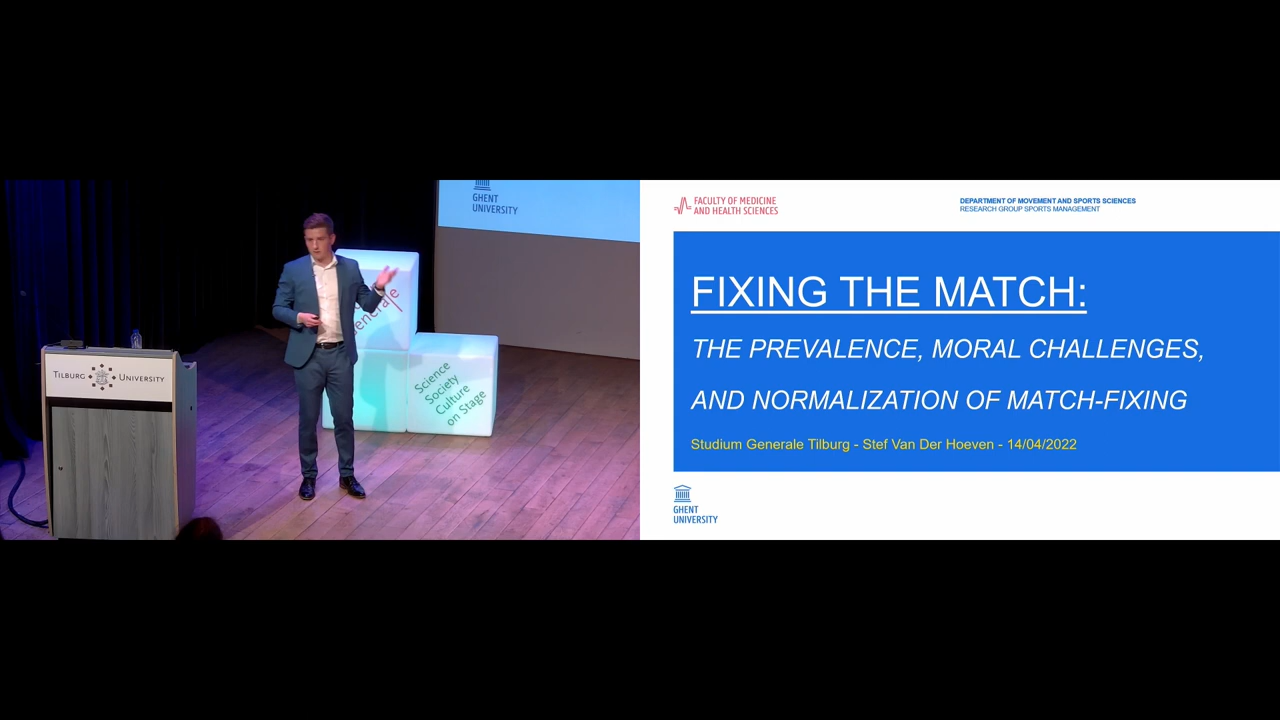 GHENT
UNIVERSITY
Generale
Science
Society
Culture
on Stage
TILBURG UNIVERSITY
FACULTY OF MEDICINE
AND HEALTH SCIENCES
DEPARTMENT OF MOVEMENT AND SPORTS SCIENCES
RESEARCH GROUP SPORTS MANAGEMENT
FIXING THE MATCH:
THE PREVALENCE, MORAL CHALLENGES,
AND NORMALIZATION OF MATCH-FIXING
Studium Generale Tilburg - Stef Van Der Hoeven - 14/04/2022
GHENT
UNIVERSITY